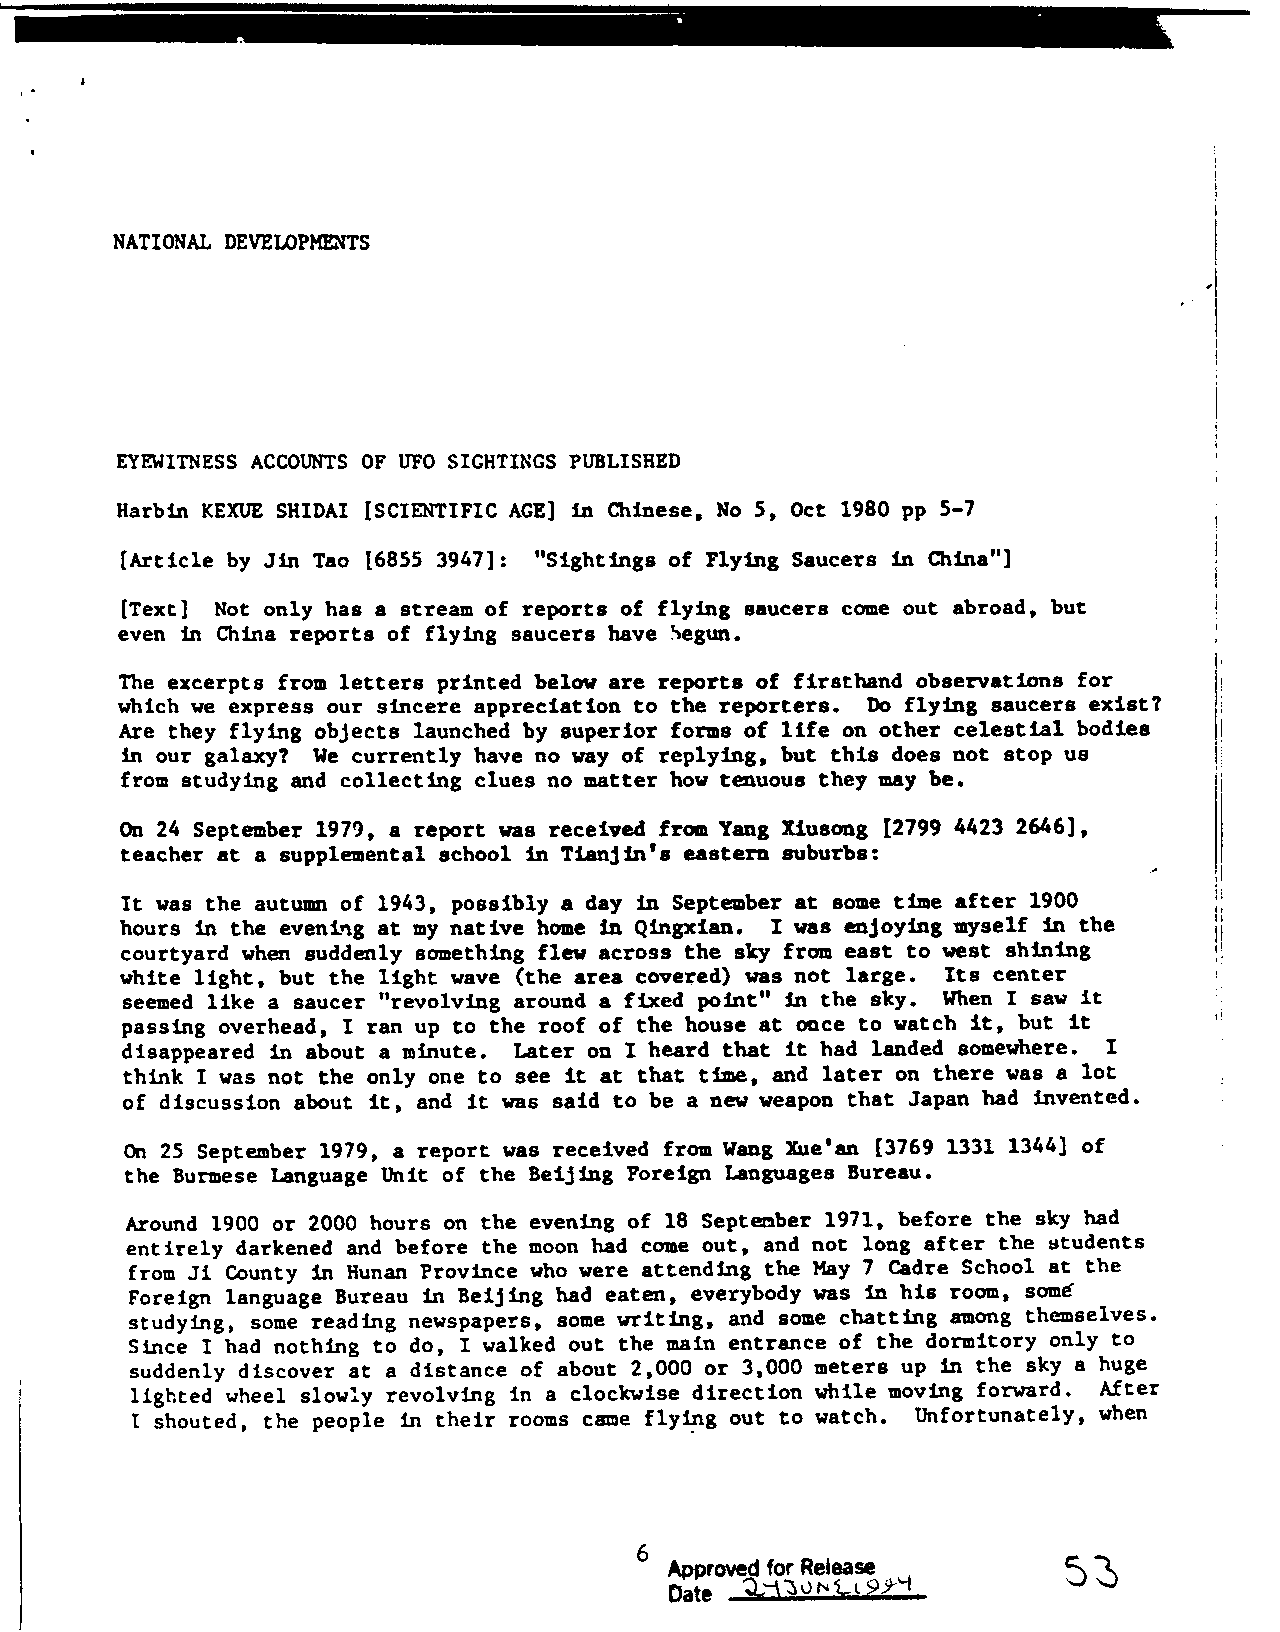 NATIONAL DEVELOPMENTS
EYEWITNESS ACCOUNTS OF UFO SIGHTINGS PUBLISHED
Harbin KEXUE SHIDAI [SCIENTIFIC AGE] in Chinese, No 5, Oct 1980 pp 5-7
[Article by Jin Tao [6855 3947]: "Sightings of Flying Saucers in China"]
[Text] Not only has a stream of reports of flying saucers come out abroad, but
even in China reports of flying saucers have begun.
The excerpts from letters printed below are reports of firsthand observations for
which we express our sincere appreciation to the reporters. Do flying saucers exist?
Are they flying objects launched by superior forms of life on other celestial bodies
in our galaxy? We currently have no way of replying, but this does not stop us
from studying and collecting clues no matter how tenuous they may be.
On 24 September 1979, a report was received from Yang Xiusong [2799 4423 2646],
teacher at a supplemental school in Tianjin's eastern suburbs:
It was the autumn of 1943, possibly a day in September at some time after 1900
hours in the evening at my native home in Qingxian. I was enjoying myself in the
courtyard when suddenly something flew across the sky from east to west shining
white light, but the light wave (the area covered) was not large. Its center
seemed like a saucer "revolving around a fixed point" in the sky. When I saw it
passing overhead, I ran up to the roof of the house at once to watch it, but it
disappeared in about a minute. Later on I heard that it had landed somewhere. I
think I was not the only one to see it at that time, and later on there was a lot
of discussion about it, and it was said to be a new weapon that Japan had invented.
On 25 September 1979, a report was received from Wang Xue'an [3769 1331 1344] of
the Burmese Language Unit of the Beijing Foreign Languages Bureau.
Around 1900 or 2000 hours on the evening of 18 September 1971, before the sky had
entirely darkened and before the moon had come out, and not long after the students
from Ji County in Hunan Province who were attending the May 7 Cadre School at the
Foreign language Bureau in Beijing had eaten, everybody was in his room, some
studying, some reading newspapers, some writing, and some chatting among themselves.
Since I had nothing to do, I walked out the main entrance of the dormitory only to
suddenly discover at a distance of about 2,000 or 3,000 meters up in the sky a huge
lighted wheel slowly revolving in a clockwise direction while moving forward. After
I shouted, the people in their rooms came flying out to watch. Unfortunately, when
6
Approved for Release
Date 24 JUNE 1994
53